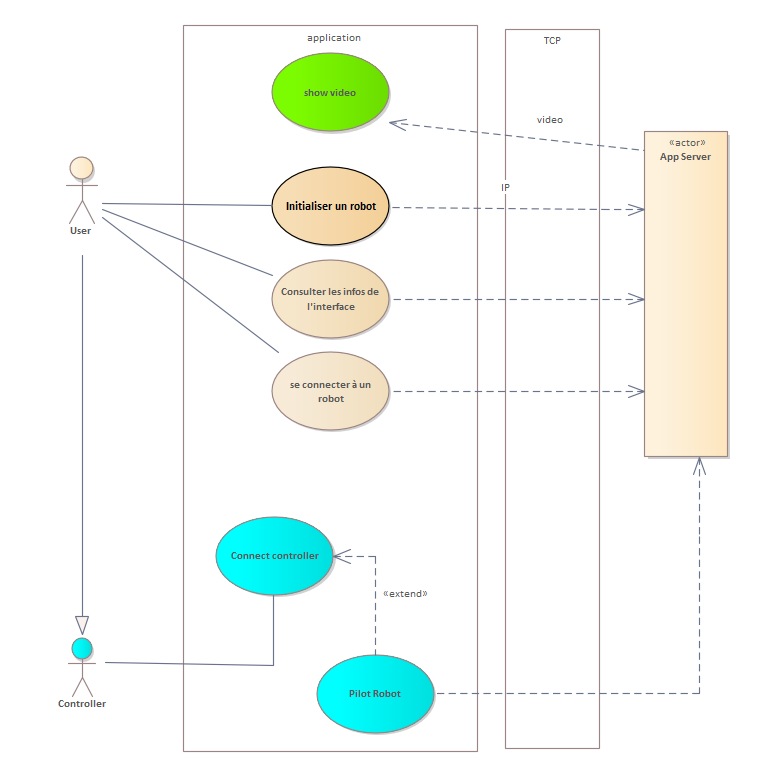 application
TCP
show video
video
«actor»
App Server
IP
Initialiser un robot
User
Consulter les infos de
l'interface
se connecter à un
robot
Connect controller
«extend»
Pilot Robot
Controller